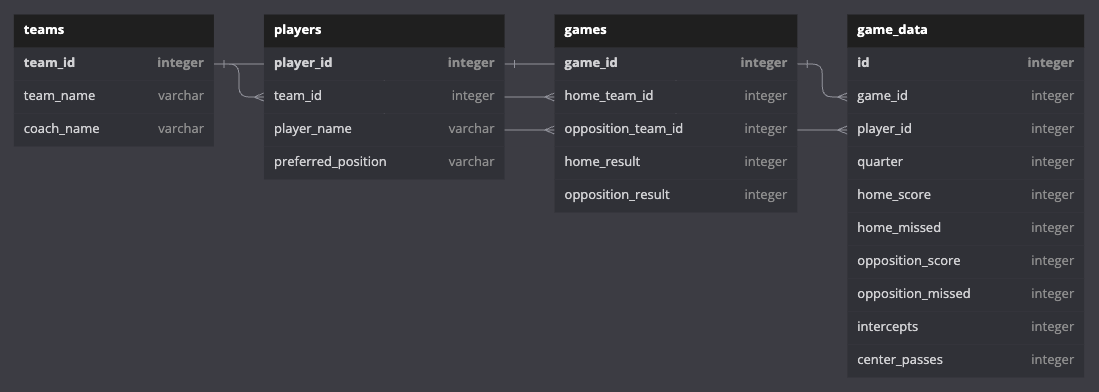 teams
team_id integer
team_name varchar
coach_name varchar
players
player_id integer
team_id integer
player_name varchar
preferred_position varchar
games
game_id integer
home_team_id integer
opposition_team_id integer
home_result integer
opposition_result integer
game_data
id integer
game_id integer
player_id integer
quarter integer
home_score integer
home_missed integer
opposition_score integer
opposition_missed integer
intercepts integer
center_passes integer